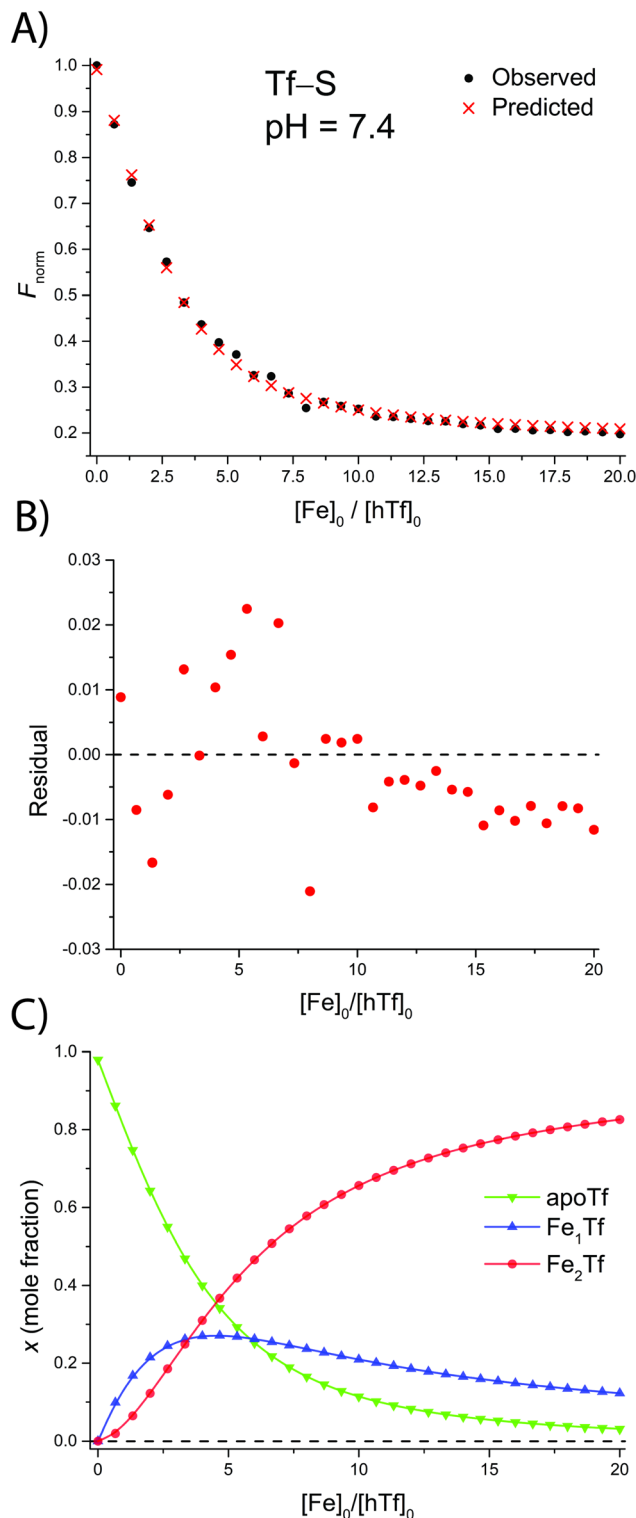 A)
Tf–S
pH = 7.4
Observed
Predicted
1.0
0.9
0.8
0.7
0.6
0.5
0.4
0.3
0.2
F_norm
0.0 2.5 5.0 7.5 10.0 12.5 15.0 17.5 20.0
[Fe]₀ / [hTf]₀
B)
0.03
0.02
0.01
0.00
-0.01
-0.02
-0.03
Residual
0 5 10 15 20
[Fe]₀/[hTf]₀
C)
1.0
0.8
0.6
0.4
0.2
0.0
x (mole fraction)
apoTf
Fe₁Tf
Fe₂Tf
0 5 10 15 20
[Fe]₀/[hTf]₀